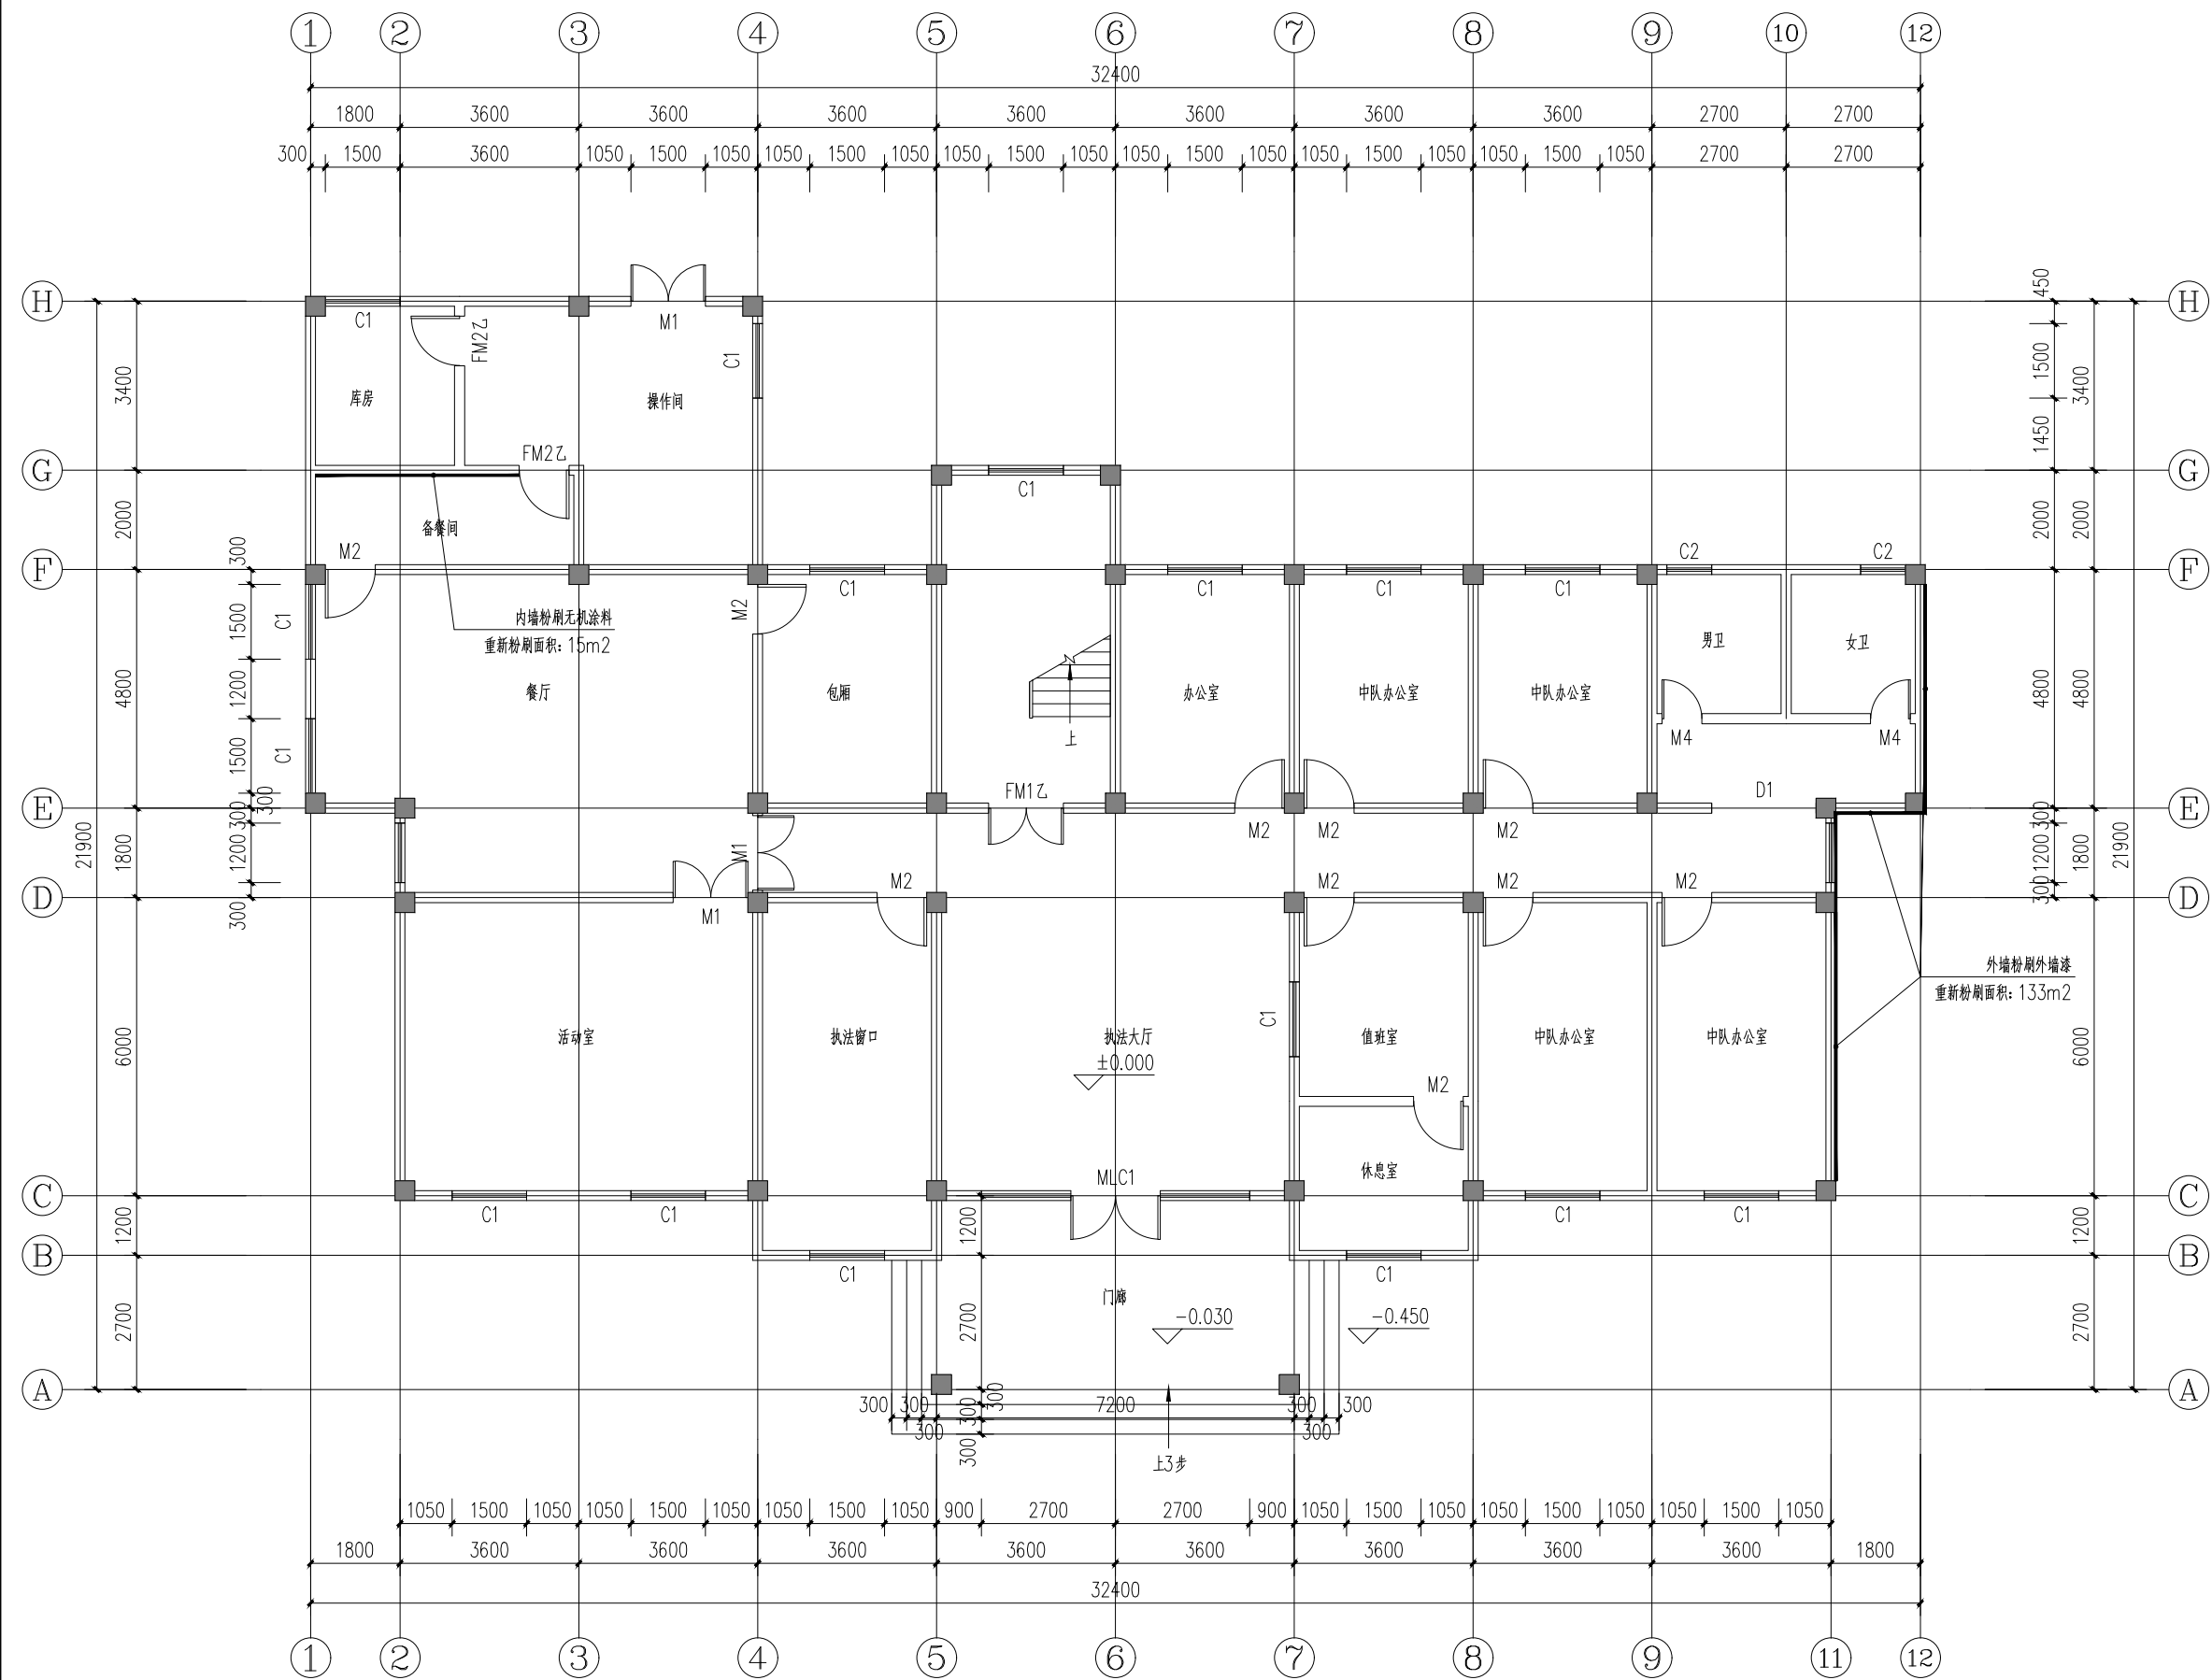 1 2 3 4 5 6 7 8 9 10 12
32400
1800 3600 3600 3600 3600 3600 3600 3600 2700 2700
300 1500 3600 1050 1500 1050 1050 1500 1050 1050 1500 1050 1050 1500 1050 1050 1500 1050 1050 1500 1050 2700 2700
H H
450
C1 FM2乙 M1 C1
1500
3400 3400
库房 操作间
1450
FM2乙
G G
C1
2000 备餐间 2000 2000
300 M2 C2 C2
F F
C1 C1 C1 C1
C1 1500 M2
内墙粉刷无机涂料
重新粉刷面积: 15m2
男卫 女卫
4800 1200 餐厅 包厢 办公室 中队办公室 中队办公室 4800 4800
上 M4 M4
C1 1500
300 FM1乙 D1
E E
300 M2 M2 M2 300
21900 1800 1200 M1 1200 1800 21900
M2 M2 M2 M2
D D
300 M1 300
外墙粉刷外墙漆
重新粉刷面积: 133m2
6000 C1 6000
活动室 执法窗口 执法大厅 值班室 中队办公室 中队办公室
±0.000
M2
MLC1 休息室
C C
C1 C1 C1 C1
1200 1200 1200
B B
C1 C1
门廊
2700 2700 -0.030 -0.450 2700
A A
300 300 7200 300 300 300 300
300 300 300
上3步
1050 1500 1050 1050 1500 1050 1050 1500 1050 900 2700 2700 900 1050 1500 1050 1050 1500 1050 1050 1500 1050
1800 3600 3600 3600 3600 3600 3600 3600 3600 1800
32400
1 2 3 4 5 6 7 8 9 11 12